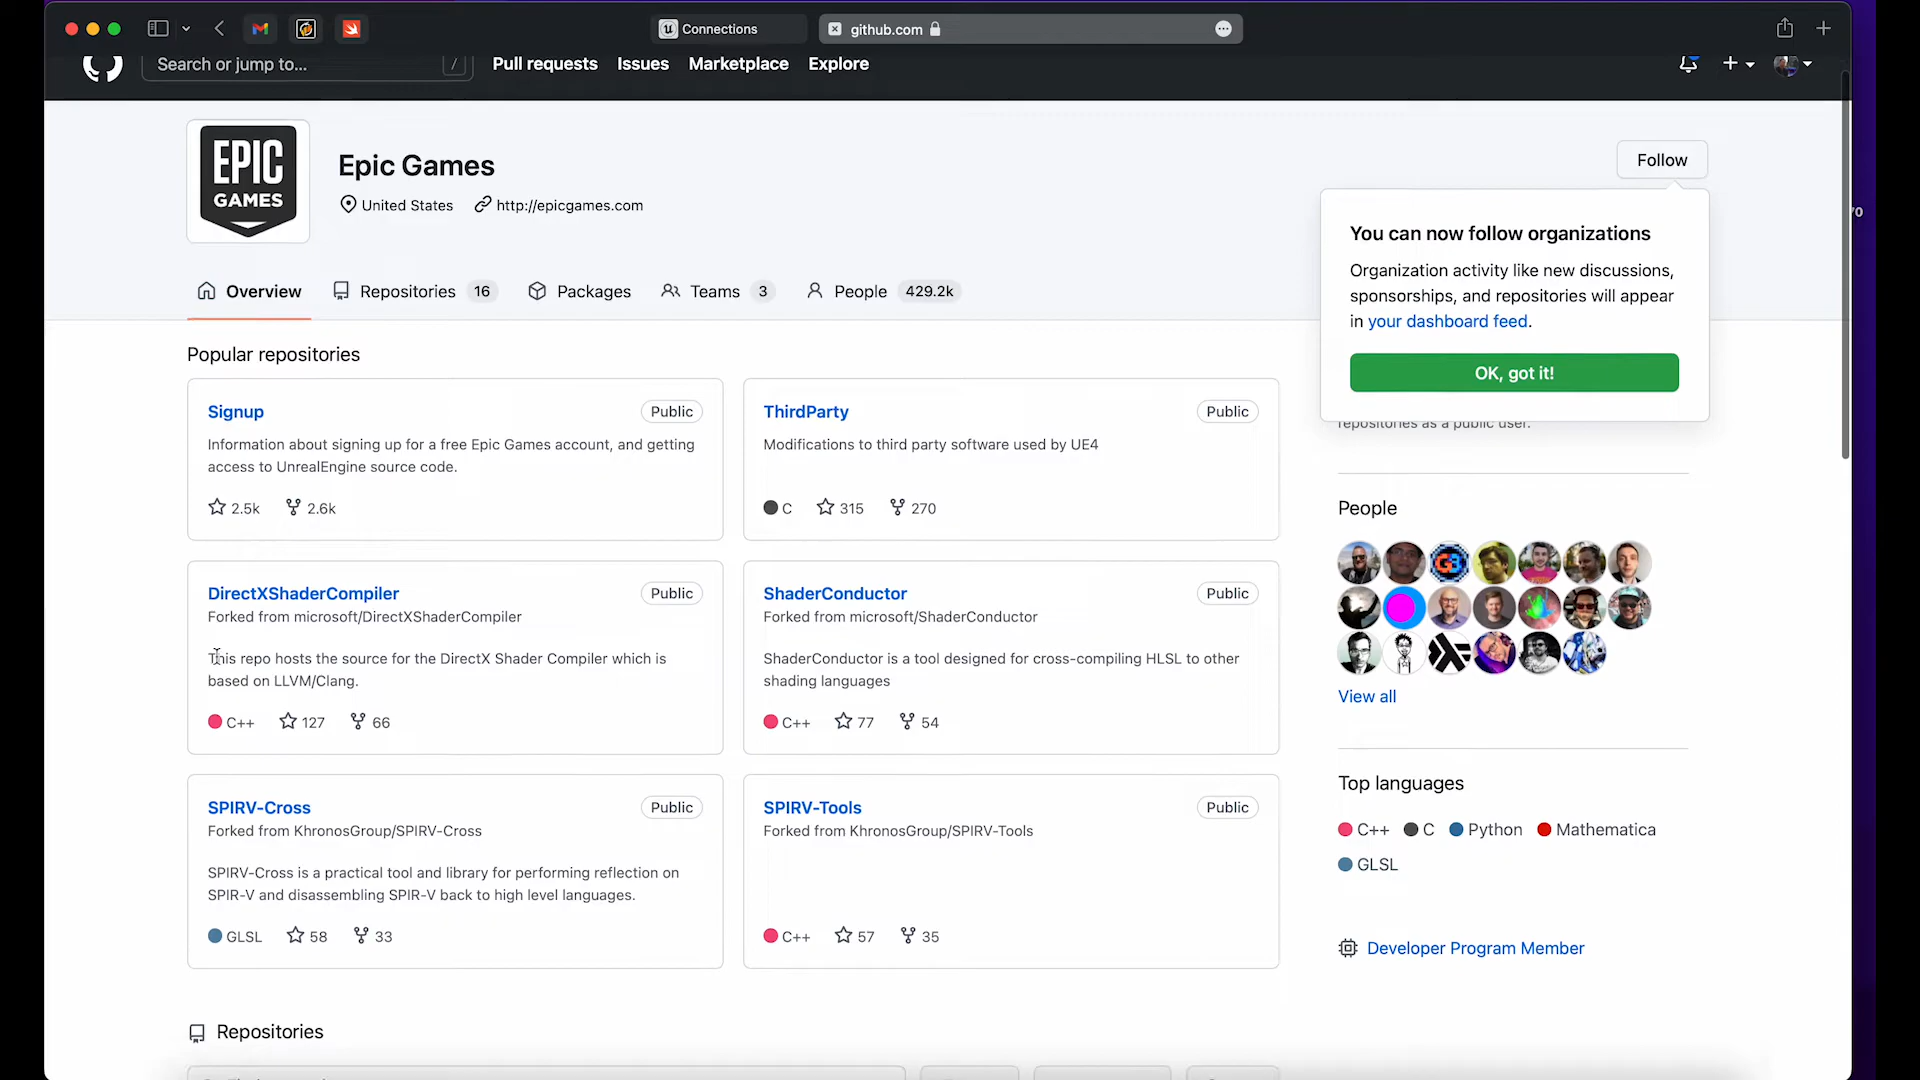 Connections
github.com
Search or jump to...
/
Pull requests
Issues
Marketplace
Explore
EPIC
GAMES
Epic Games
United States
http://epicgames.com
Follow
You can now follow organizations
Organization activity like new discussions,
sponsorships, and repositories will appear
in your dashboard feed.
OK, got it!
repositories as a public user.
Overview
Repositories 16
Packages
Teams 3
People 429.2k
Popular repositories
Signup
Public
Information about signing up for a free Epic Games account, and getting
access to UnrealEngine source code.
2.5k
2.6k
ThirdParty
Public
Modifications to third party software used by UE4
C
315
270
DirectXShaderCompiler
Public
Forked from microsoft/DirectXShaderCompiler
This repo hosts the source for the DirectX Shader Compiler which is
based on LLVM/Clang.
C++
127
66
ShaderConductor
Public
Forked from microsoft/ShaderConductor
ShaderConductor is a tool designed for cross-compiling HLSL to other
shading languages
C++
77
54
SPIRV-Cross
Public
Forked from KhronosGroup/SPIRV-Cross
SPIRV-Cross is a practical tool and library for performing reflection on
SPIR-V and disassembling SPIR-V back to high level languages.
GLSL
58
33
SPIRV-Tools
Public
Forked from KhronosGroup/SPIRV-Tools
C++
57
35
People
View all
Top languages
C++ C Python Mathematica
GLSL
Developer Program Member
Repositories